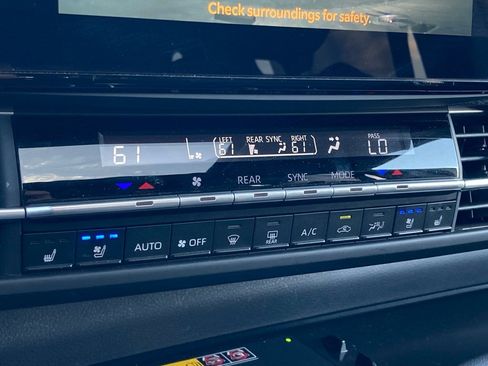 Check surroundings for safety.
LEFT REAR SYNC RIGHT PASS
61 61 61 LO
REAR SYNC MODE
AUTO OFF REAR A/C